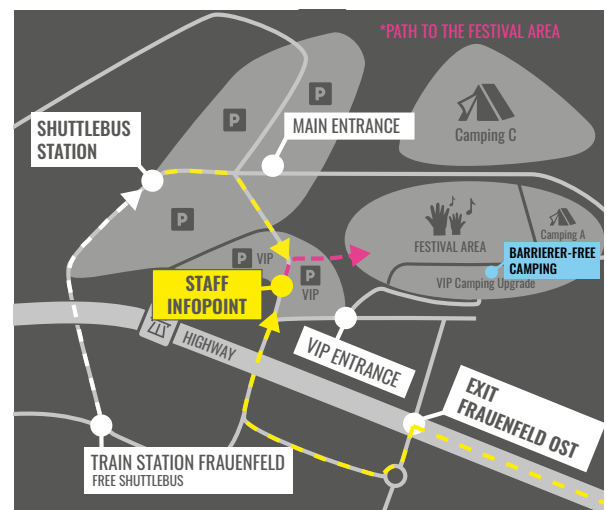 *PATH TO THE FESTIVAL AREA
P
P
SHUTTLEBUS
STATION
MAIN ENTRANCE
Camping C
P
FESTIVAL AREA
Camping A
P
VIP
P
VIP
BARRIERER-FREE
CAMPING
VIP Camping Upgrade
STAFF
INFOPOINT
HIGHWAY
VIP ENTRANCE
EXIT
FRAUENFELD OST
TRAIN STATION FRAUENFELD
FREE SHUTTLEBUS